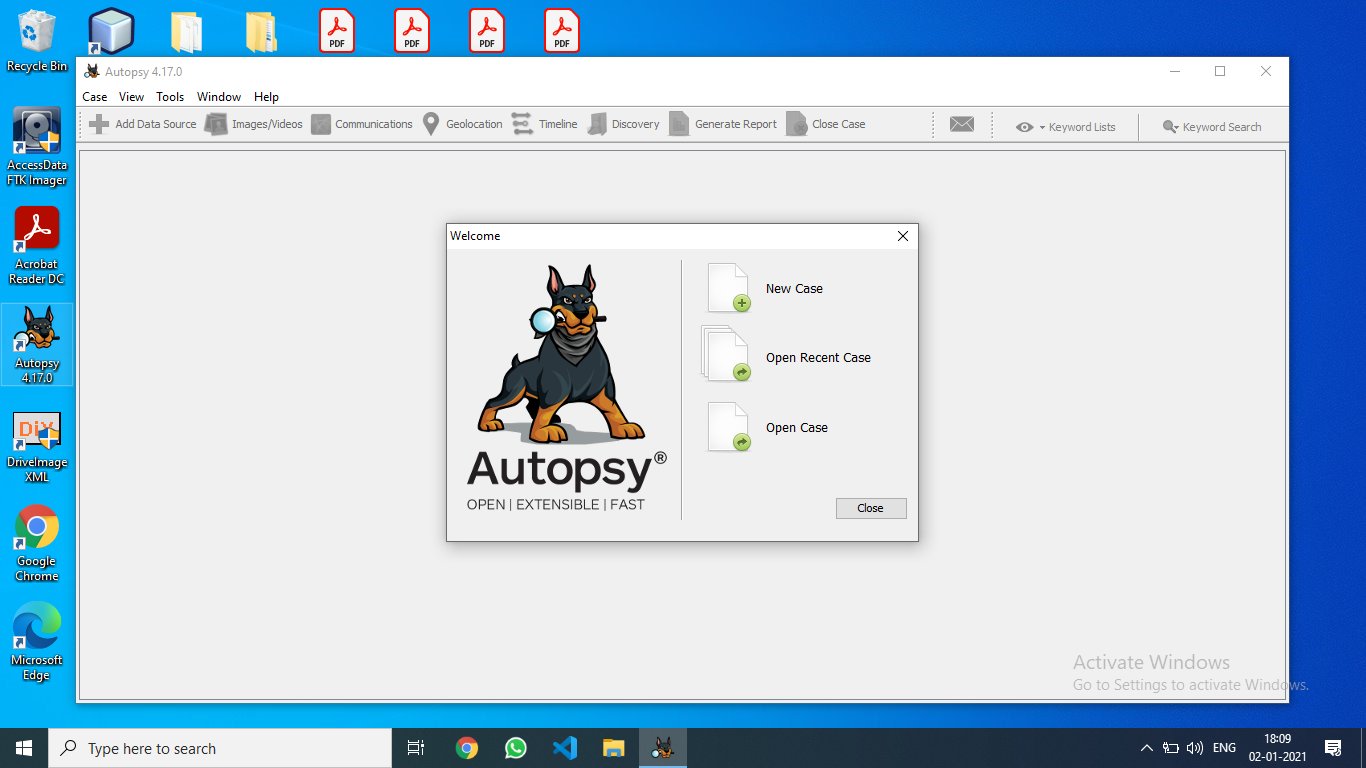 PDF
PDF
PDF
PDF
Recycle Bin
Autopsy 4.17.0
Case View Tools Window Help
Add Data Source Images/Videos Communications Geolocation Timeline Discovery Generate Report Close Case Keyword Lists Keyword Search
AccessData
FTK Imager
Acrobat
Reader DC
Autopsy
4.17.0
DiX
DriveImage
XML
Google
Chrome
Microsoft
Edge
Welcome
New Case
Open Recent Case
Open Case
Autopsy®
OPEN | EXTENSIBLE | FAST
Close
Activate Windows
Go to Settings to activate Windows.
Type here to search
ENG
18:09
02-01-2021